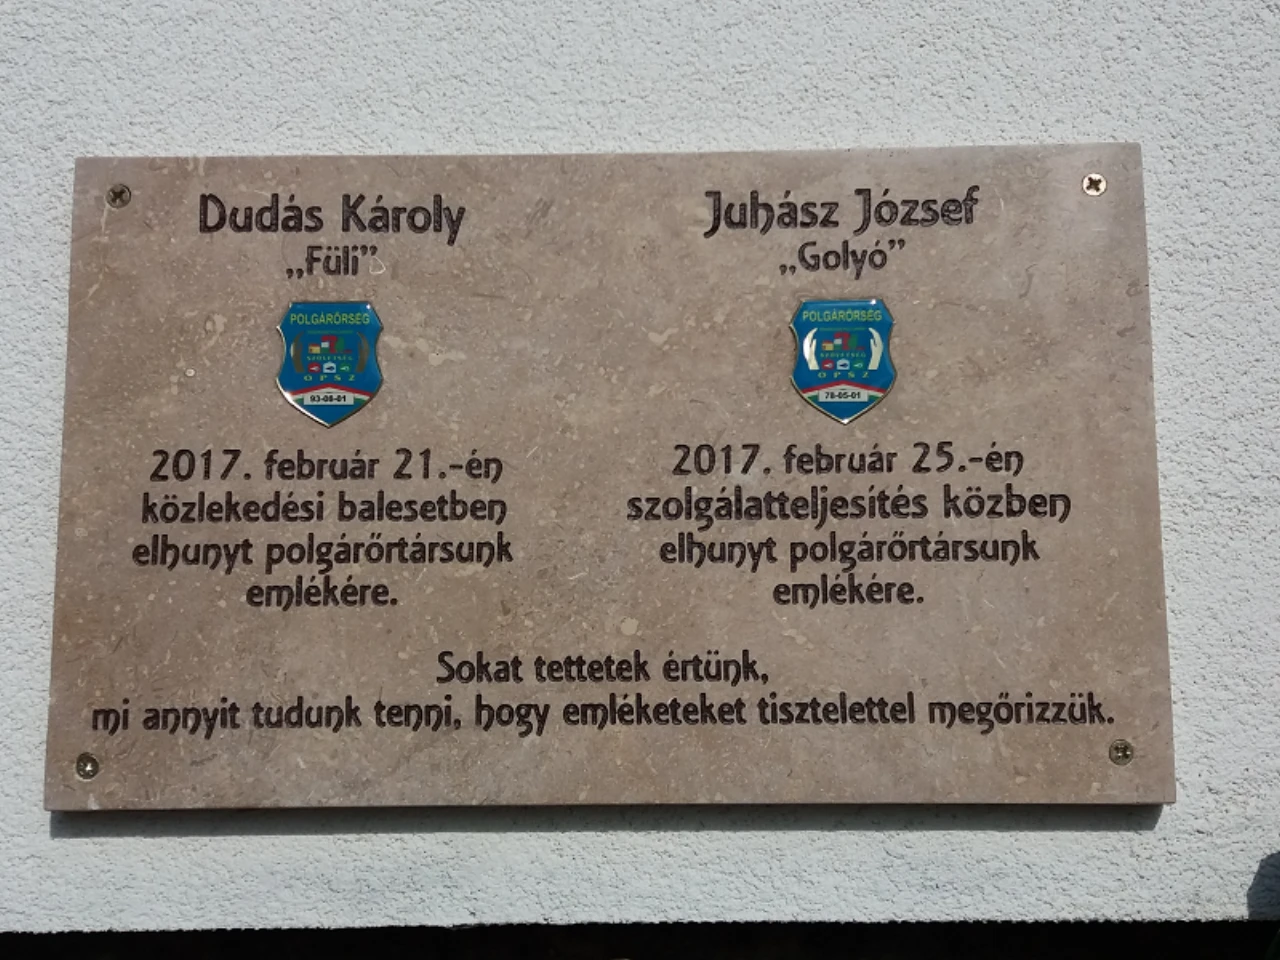 Dudás Károly
„Füli”
POLGÁRŐRSÉG
SZÖVETSÉG
OPSZ
93-08-01
2017. február 21.-én
közlekedési balesetben
elhunyt polgárőrtársunk
emlékére.
Juhász József
„Golyó”
POLGÁRŐRSÉG
SZÖVETSÉG
OPSZ
78-05-01
2017. február 25.-én
szolgálatteljesítés közben
elhunyt polgárőrtársunk
emlékére.
Sokat tettetek értünk,
mi annyit tudunk tenni, hogy emléketeket tisztelettel megőrizzük.